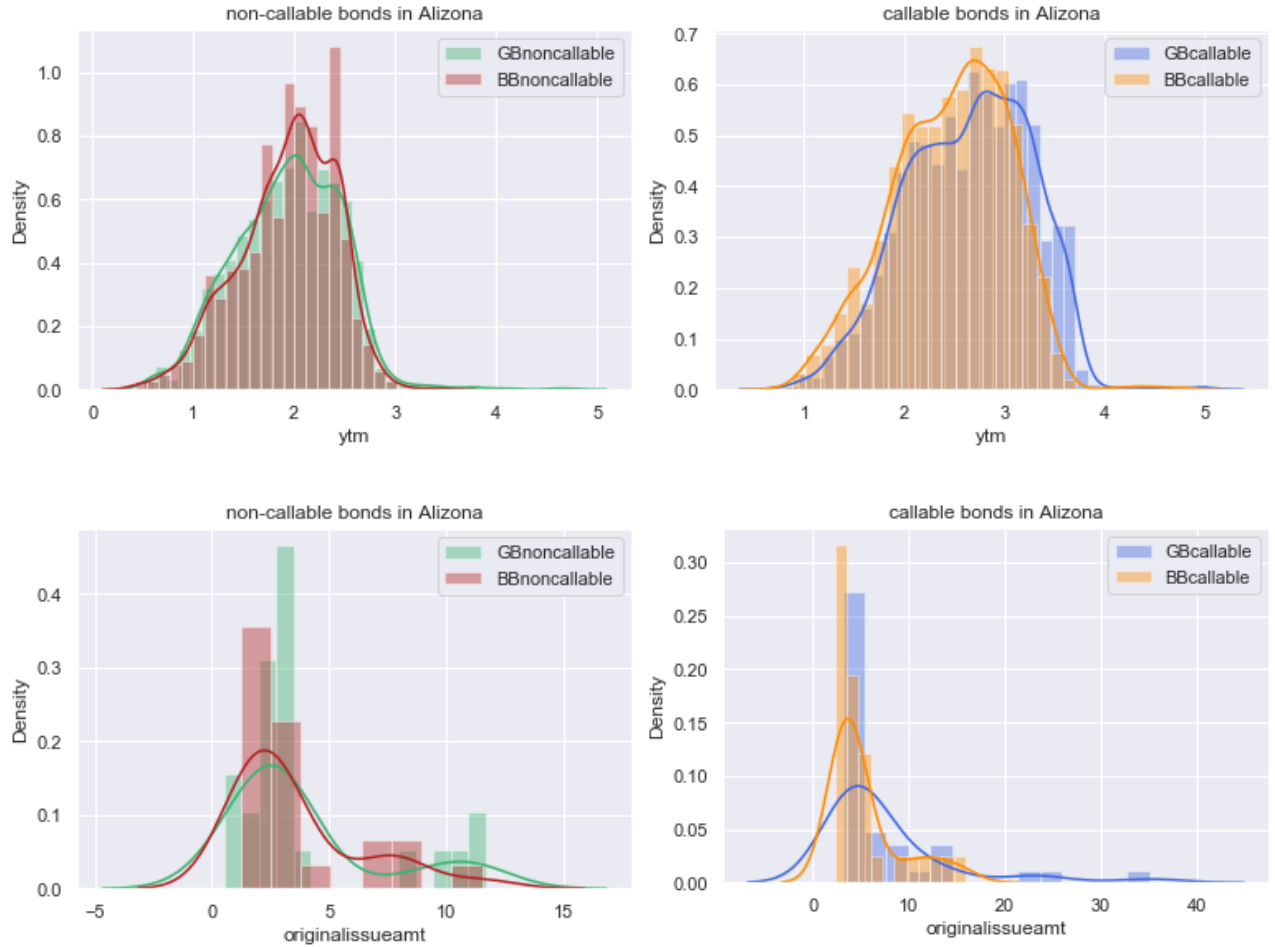 non-callable bonds in Alizona
GBnoncallable
BBnoncallable
Density
1.0
0.8
0.6
0.4
0.2
0.0
0 1 2 3 4 5
ytm
callable bonds in Alizona
GBcallable
BBcallable
Density
0.7
0.6
0.5
0.4
0.3
0.2
0.1
0.0
1 2 3 4 5
ytm
non-callable bonds in Alizona
GBnoncallable
BBnoncallable
Density
0.4
0.3
0.2
0.1
0.0
−5 0 5 10 15
originalissueamt
callable bonds in Alizona
GBcallable
BBcallable
Density
0.30
0.25
0.20
0.15
0.10
0.05
0.00
0 10 20 30 40
originalissueamt